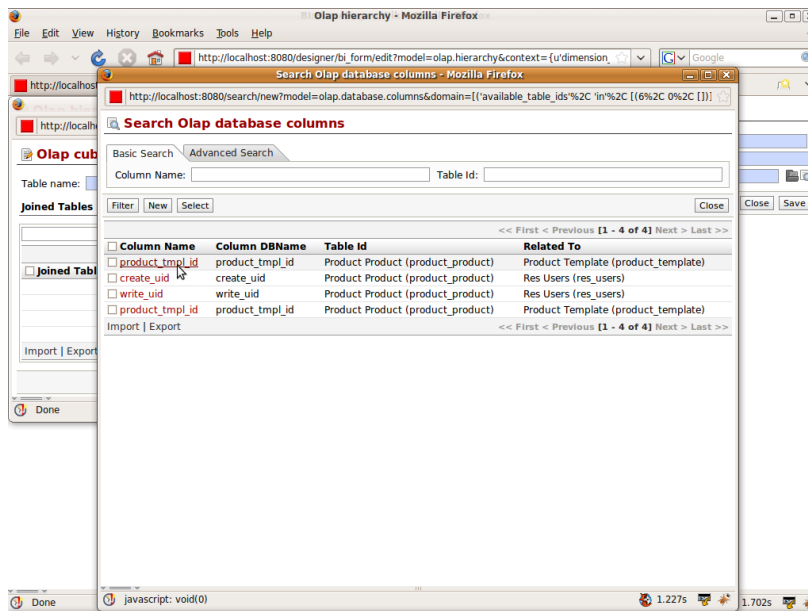 Olap hierarchy - Mozilla Firefox
File Edit View History Bookmarks Tools Help
http://localhost:8080/designer/bi_form/edit?model=olap.hierarchy&context={u'dimension_
Google
http://localhost
Search Olap database columns - Mozilla Firefox
http://localhost:8080/search/new?model=olap.database.columns&domain=[('available_table_ids'%2C 'in'%2C [(6%2C 0%2C [])]
http://localh
Search Olap database columns
Olap cub
Basic Search Advanced Search
Column Name: Table Id:
Table name:
Filter New Select Close
Close Save
Joined Tables
<< First < Previous [1 - 4 of 4] Next > Last >>
Column Name Column DBName Table Id Related To
product_tmpl_id product_tmpl_id Product Product (product_product) Product Template (product_template)
Joined Tabl
create_uid create_uid Product Product (product_product) Res Users (res_users)
write_uid write_uid Product Product (product_product) Res Users (res_users)
product_tmpl_id product_tmpl_id Product Product (product_product) Product Template (product_template)
Import | Export << First < Previous [1 - 4 of 4] Next > Last >>
Import | Export
Done
javascript: void(0) 1.227s
Done 1.702s